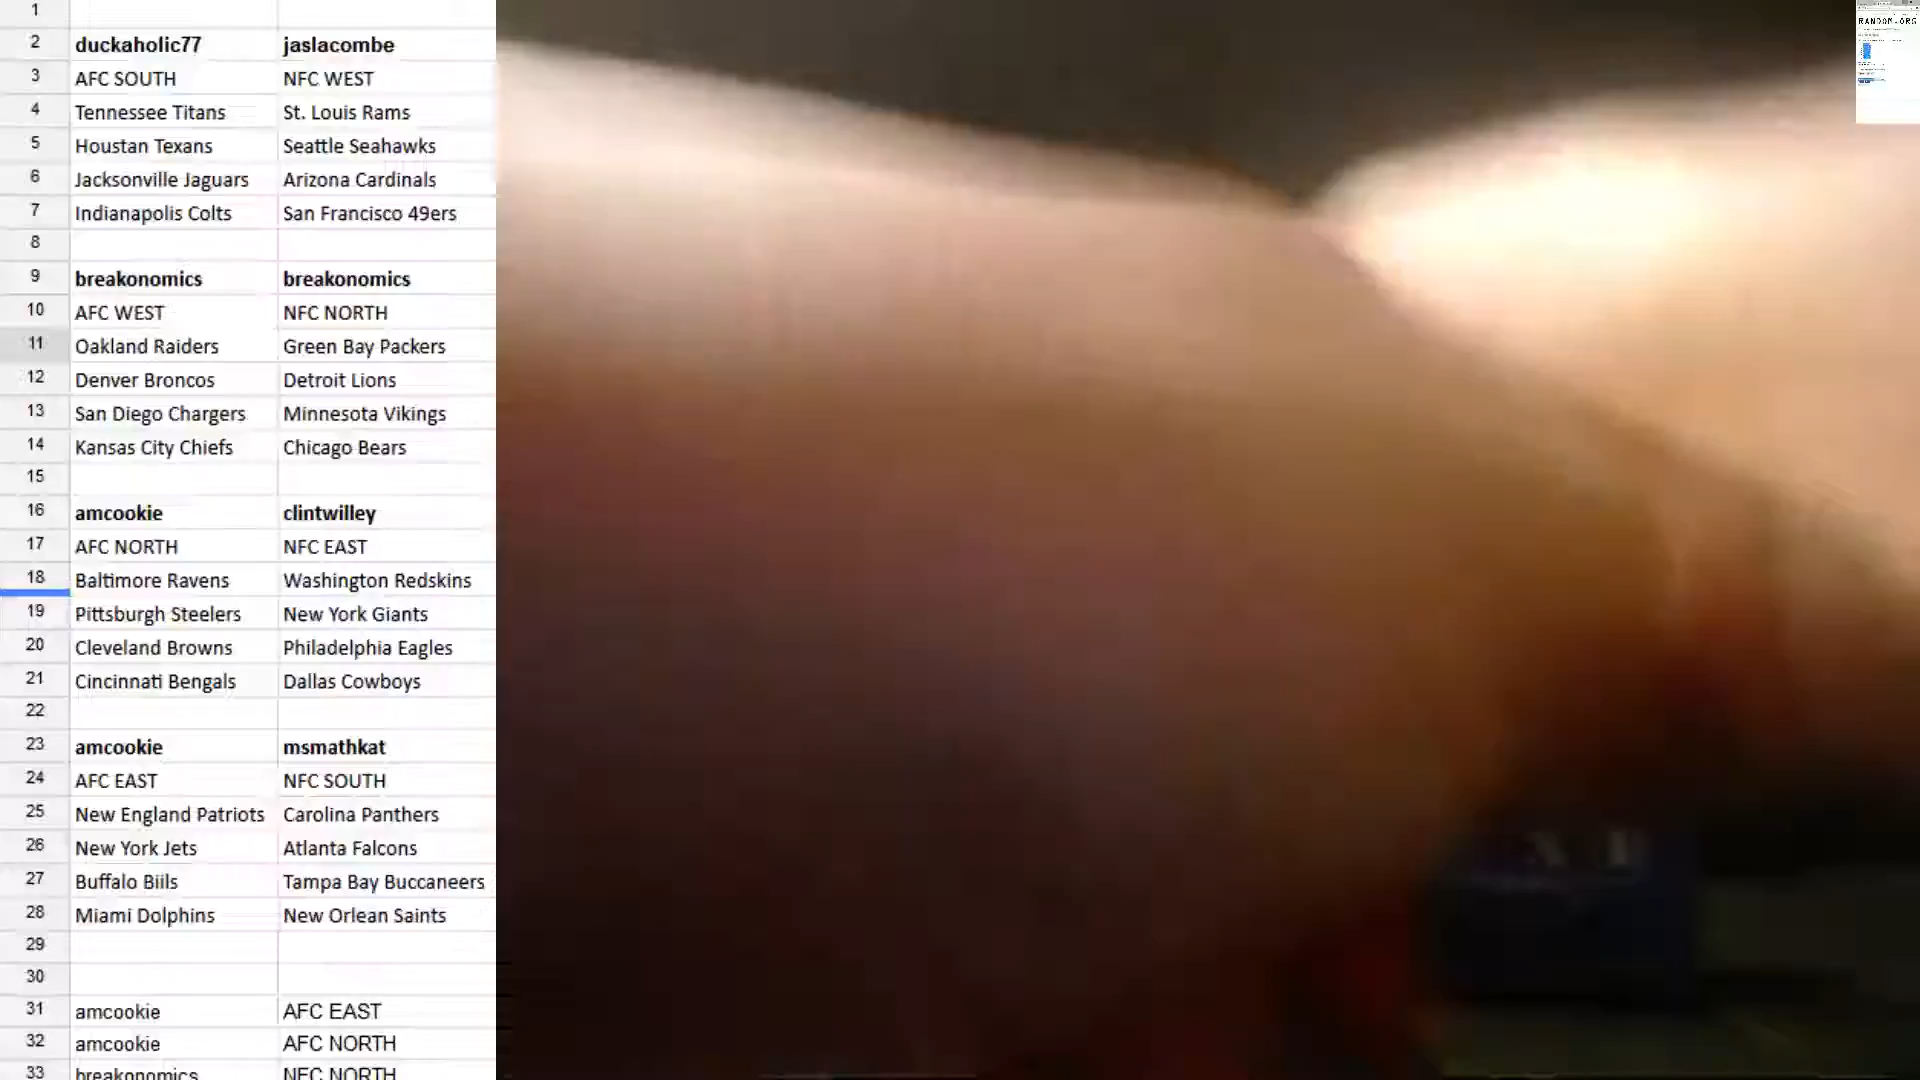 1
2 duckaholic77 jaslacombe
3 AFC SOUTH NFC WEST
4 Tennessee Titans St. Louis Rams
5 Houstan Texans Seattle Seahawks
6 Jacksonville Jaguars Arizona Cardinals
7 Indianapolis Colts San Francisco 49ers
8
9 breakonomics breakonomics
10 AFC WEST NFC NORTH
11 Oakland Raiders Green Bay Packers
12 Denver Broncos Detroit Lions
13 San Diego Chargers Minnesota Vikings
14 Kansas City Chiefs Chicago Bears
15
16 amcookie clintwilley
17 AFC NORTH NFC EAST
18 Baltimore Ravens Washington Redskins
19 Pittsburgh Steelers New York Giants
20 Cleveland Browns Philadelphia Eagles
21 Cincinnati Bengals Dallas Cowboys
22
23 amcookie msmathkat
24 AFC EAST NFC SOUTH
25 New England Patriots Carolina Panthers
26 New York Jets Atlanta Falcons
27 Buffalo Biils Tampa Bay Buccaneers
28 Miami Dolphins New Orlean Saints
29
30
31 amcookie AFC EAST
32 amcookie AFC NORTH
33 breakonomics NFC NORTH
RANDOM.ORG